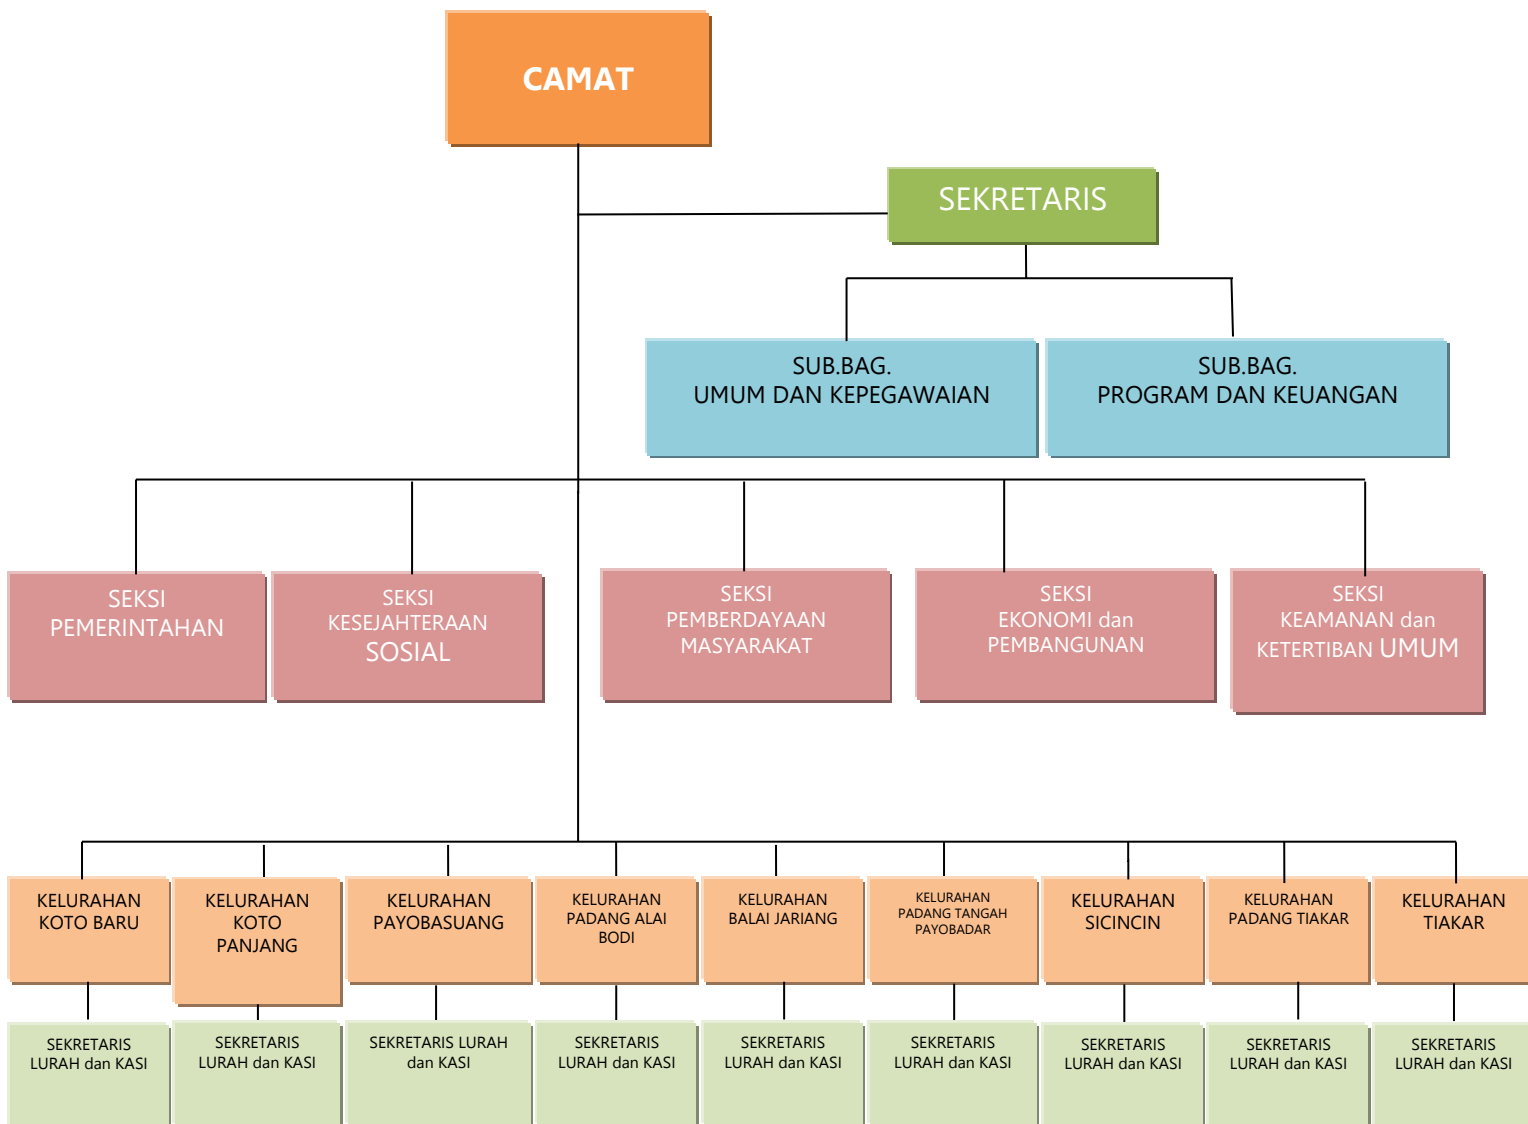 CAMAT
SEKRETARIS
SUB.BAG.
UMUM DAN KEPEGAWAIAN
SUB.BAG.
PROGRAM DAN KEUANGAN
SEKSI
PEMERINTAHAN
SEKSI
KESEJAHTERAAN
SOSIAL
SEKSI
PEMBERDAYAAN
MASYARAKAT
SEKSI
EKONOMI dan
PEMBANGUNAN
SEKSI
KEAMANAN dan
KETERTIBAN UMUM
KELURAHAN
KOTO BARU
KELURAHAN
KOTO
PANJANG
KELURAHAN
PAYOBASUANG
KELURAHAN
PADANG ALAI
BODI
KELURAHAN
BALAI JARIANG
KELURAHAN
PADANG TANGAH
PAYOBADAR
KELURAHAN
SICINCIN
KELURAHAN
PADANG TIAKAR
KELURAHAN
TIAKAR
SEKRETARIS
LURAH dan KASI
SEKRETARIS
LURAH dan KASI
SEKRETARIS LURAH
dan KASI
SEKRETARIS
LURAH dan KASI
SEKRETARIS
LURAH dan KASI
SEKRETARIS
LURAH dan KASI
SEKRETARIS
LURAH dan KASI
SEKRETARIS
LURAH dan KASI
SEKRETARIS
LURAH dan KASI